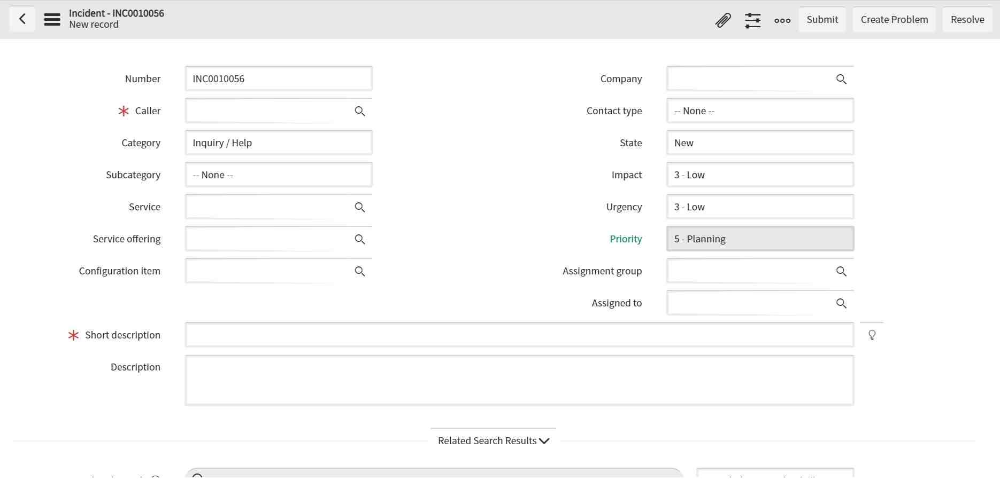 Incident - INC0010056
New record
Submit
Create Problem
Resolve
Number
INC0010056
Company
Caller
Contact type
-- None --
Category
Inquiry / Help
State
New
Subcategory
-- None --
Impact
3 - Low
Service
Urgency
3 - Low
Service offering
Priority
5 - Planning
Configuration item
Assignment group
Assigned to
Short description
Description
Related Search Results